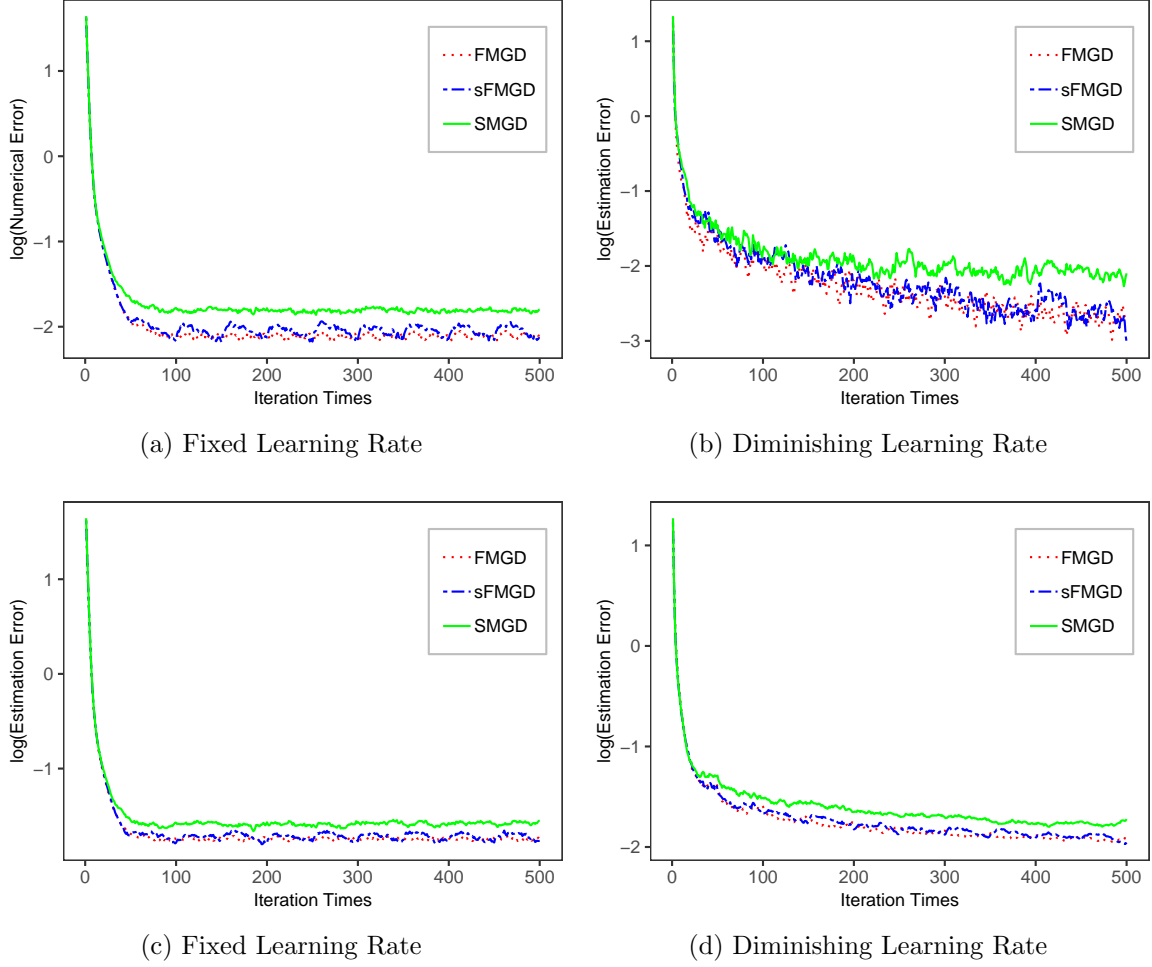 log(Numerical Error)
1
0
−1
−2
FMGD
sFMGD
SMGD
0 100 200 300 400 500
Iteration Times
(a) Fixed Learning Rate
log(Estimation Error)
1
0
−1
−2
−3
FMGD
sFMGD
SMGD
0 100 200 300 400 500
Iteration Times
(b) Diminishing Learning Rate
log(Estimation Error)
1
0
−1
FMGD
sFMGD
SMGD
0 100 200 300 400 500
Iteration Times
(c) Fixed Learning Rate
log(Estimation Error)
1
0
−1
−2
FMGD
sFMGD
SMGD
0 100 200 300 400 500
Iteration Times
(d) Diminishing Learning Rate